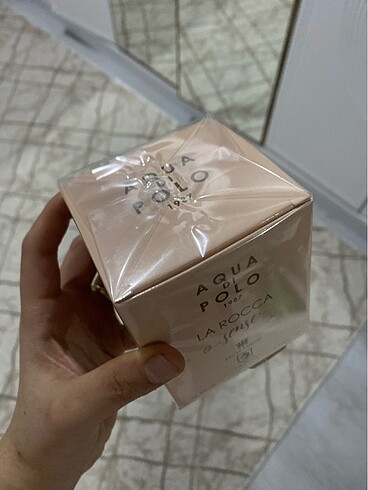 AQUA
DI
POLO
1987
AQUA
DI
POLO
1987
LA ROCCA